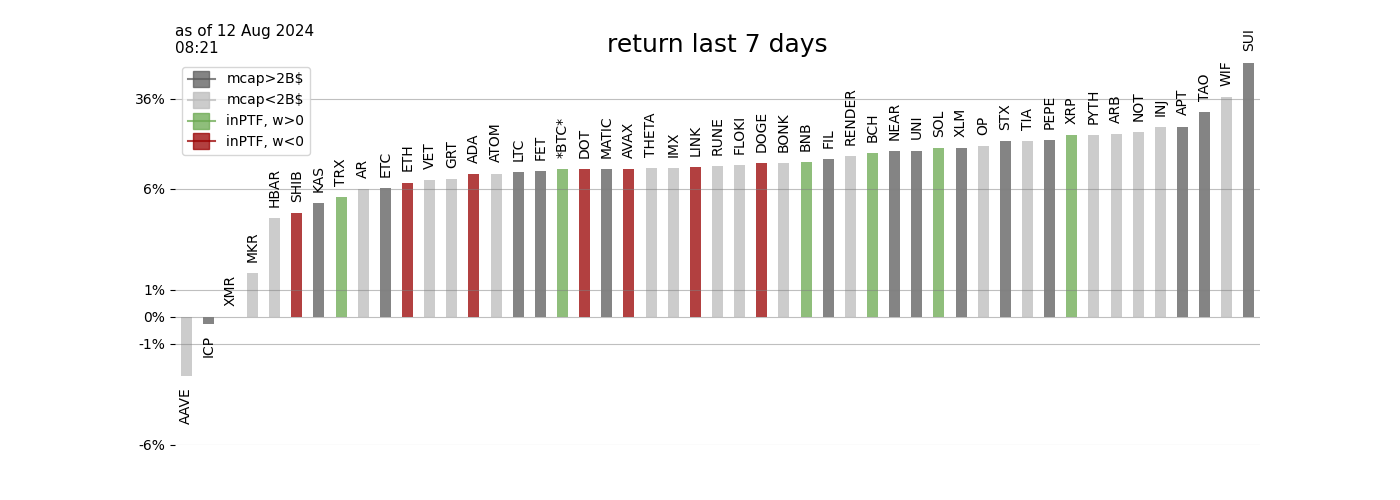 as of 12 Aug 2024
08:21
return last 7 days
mcap>2B$
mcap<2B$
inPTF, w>0
inPTF, w<0
36%
6%
1%
0%
-1%
-6%
AAVE
ICP
XMR
MKR
HBAR
SHIB
KAS
TRX
AR
ETC
ETH
VET
GRT
ADA
ATOM
LTC
FET
*BTC*
DOT
MATIC
AVAX
THETA
IMX
LINK
RUNE
FLOKI
DOGE
BONK
BNB
FIL
RENDER
BCH
NEAR
UNI
SOL
XLM
OP
STX
TIA
PEPE
XRP
PYTH
ARB
NOT
INJ
APT
TAO
WIF
SUI